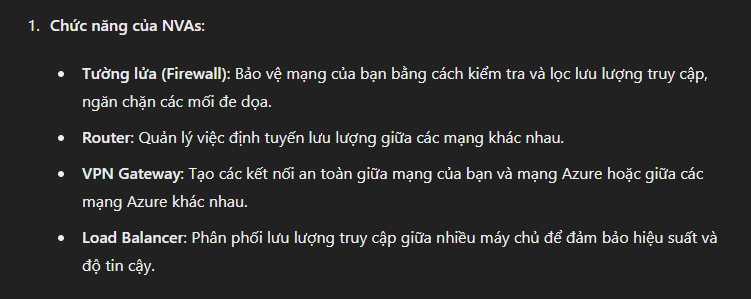 1. Chức năng của NVAs:
• Tường lửa (Firewall): Bảo vệ mạng của bạn bằng cách kiểm tra và lọc lưu lượng truy cập,
ngăn chặn các mối đe dọa.
• Router: Quản lý việc định tuyến lưu lượng giữa các mạng khác nhau.
• VPN Gateway: Tạo các kết nối an toàn giữa mạng của bạn và mạng Azure hoặc giữa các
mạng Azure khác nhau.
• Load Balancer: Phân phối lưu lượng truy cập giữa nhiều máy chủ để đảm bảo hiệu suất và
độ tin cậy.